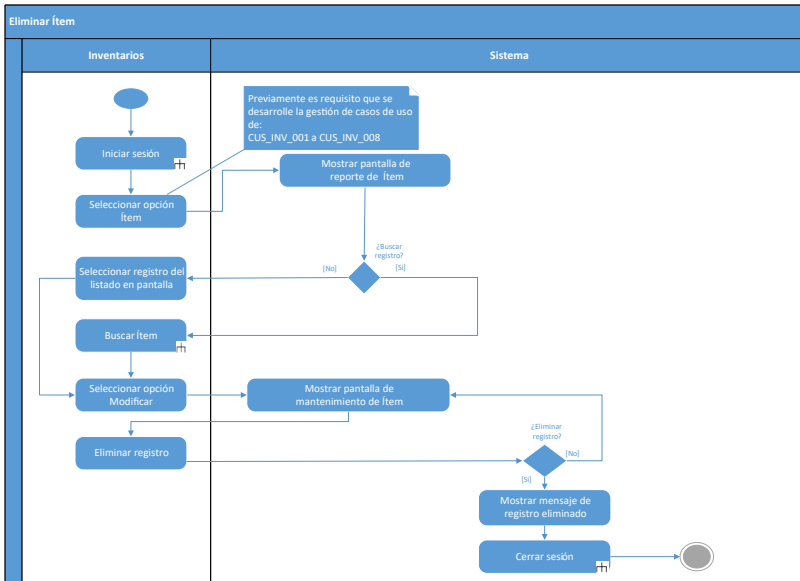 Eliminar Ítem
Inventarios
Sistema
Previamente es requisito que se
desarrolle la gestión de casos de uso
de:
CUS_INV_001 a CUS_INV_008
Iniciar sesión
Mostrar pantalla de
reporte de Ítem
Seleccionar opción
Ítem
¿Buscar
registro?
[No]
[Si]
Seleccionar registro del
listado en pantalla
Buscar Ítem
Seleccionar opción
Modificar
Mostrar pantalla de
mantenimiento de Ítem
¿Eliminar
registro?
Eliminar registro
[No]
[Si]
Mostrar mensaje de
registro eliminado
Cerrar sesión